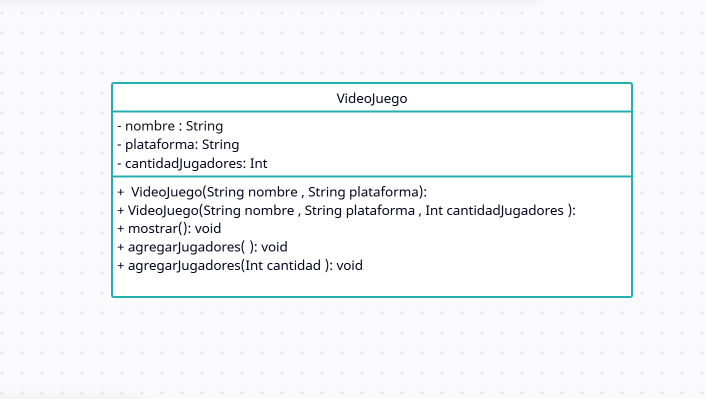 VideoJuego
- nombre : String
- plataforma: String
- cantidadJugadores: Int
+  VideoJuego(String nombre , String plataforma):
+ VideoJuego(String nombre , String plataforma , Int cantidadJugadores ):
+ mostrar(): void
+ agregarJugadores( ): void
+ agregarJugadores(Int cantidad ): void